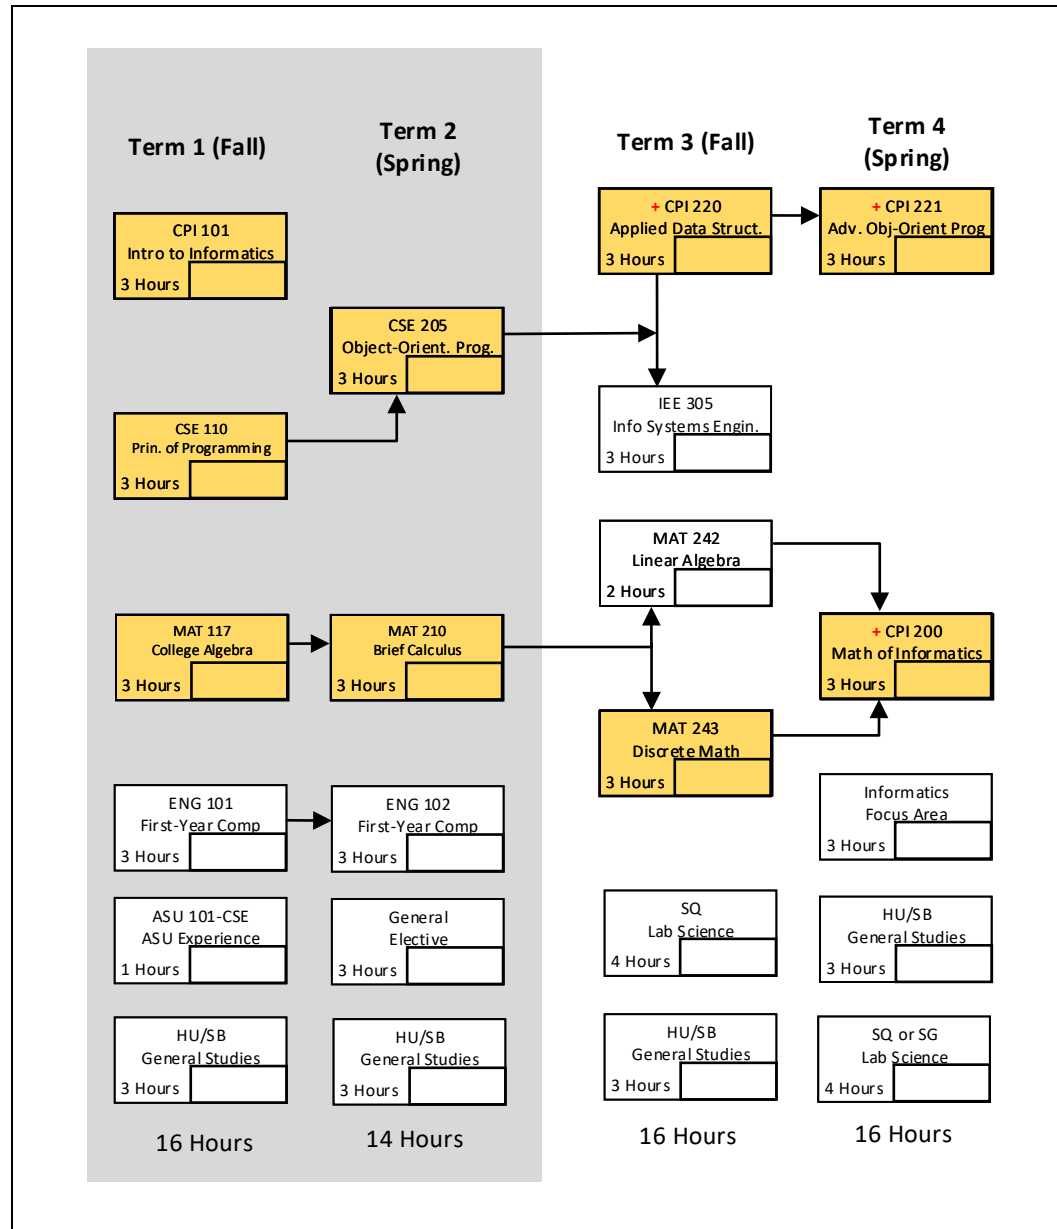 Term 1 (Fall)
CPI 101
Intro to Informatics
3 Hours
CSE 110
Prin. of Programming
3 Hours
MAT 117
College Algebra
3 Hours
ENG 101
First-Year Comp
3 Hours
ASU 101-CSE
ASU Experience
1 Hours
HU/SB
General Studies
3 Hours
16 Hours
Term 2
(Spring)
CSE 205
Object-Orient. Prog.
3 Hours
MAT 210
Brief Calculus
3 Hours
ENG 102
First-Year Comp
3 Hours
General
Elective
3 Hours
HU/SB
General Studies
3 Hours
14 Hours
Term 3 (Fall)
+ CPI 220
Applied Data Struct.
3 Hours
IEE 305
Info Systems Engin.
3 Hours
MAT 242
Linear Algebra
2 Hours
MAT 243
Discrete Math
3 Hours
SQ
Lab Science
4 Hours
HU/SB
General Studies
3 Hours
16 Hours
Term 4
(Spring)
+ CPI 221
Adv. Obj-Orient Prog
3 Hours
+ CPI 200
Math of Informatics
3 Hours
Informatics
Focus Area
3 Hours
HU/SB
General Studies
3 Hours
SQ or SG
Lab Science
4 Hours
16 Hours